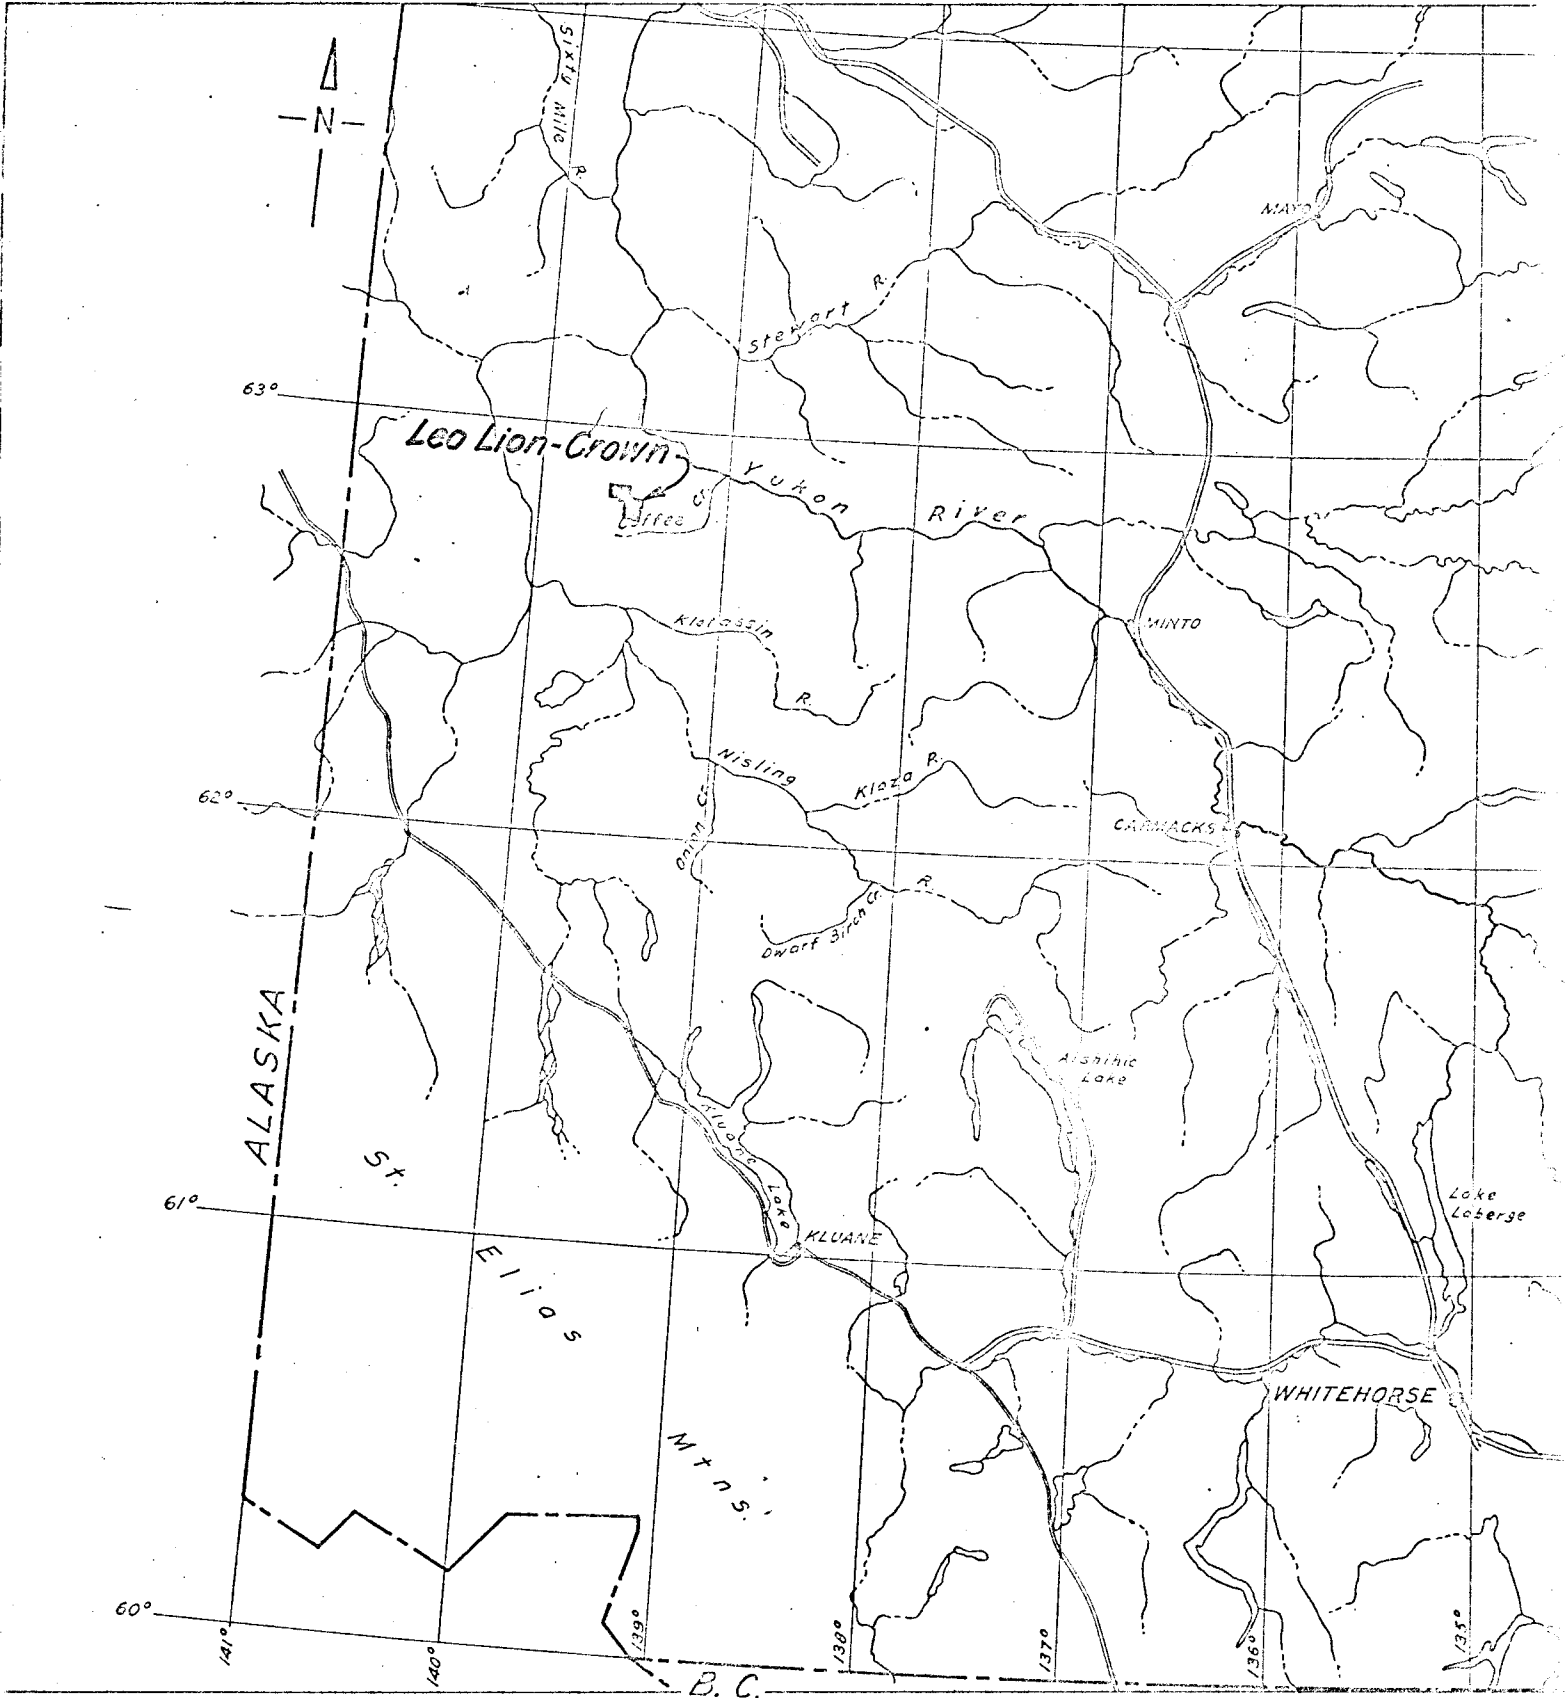 Sixty Mile R.
N
MAYO
Stewart R.
63°
Leo Lion-Crown
Yukon River
Coffee Cr.
Klotassin R.
MINTO
Nisling R.
Klaza R.
62°
Onion Cr.
CARMACKS
Dwarf Birch Cr.
ALASKA
Aishihic
Lake
Kluane Lake
St. Elias Mtns.
61°
Lake
Laberge
KLUANE
WHITEHORSE
60°
141°
140°
139°
138°
137°
136°
135°
B.C.